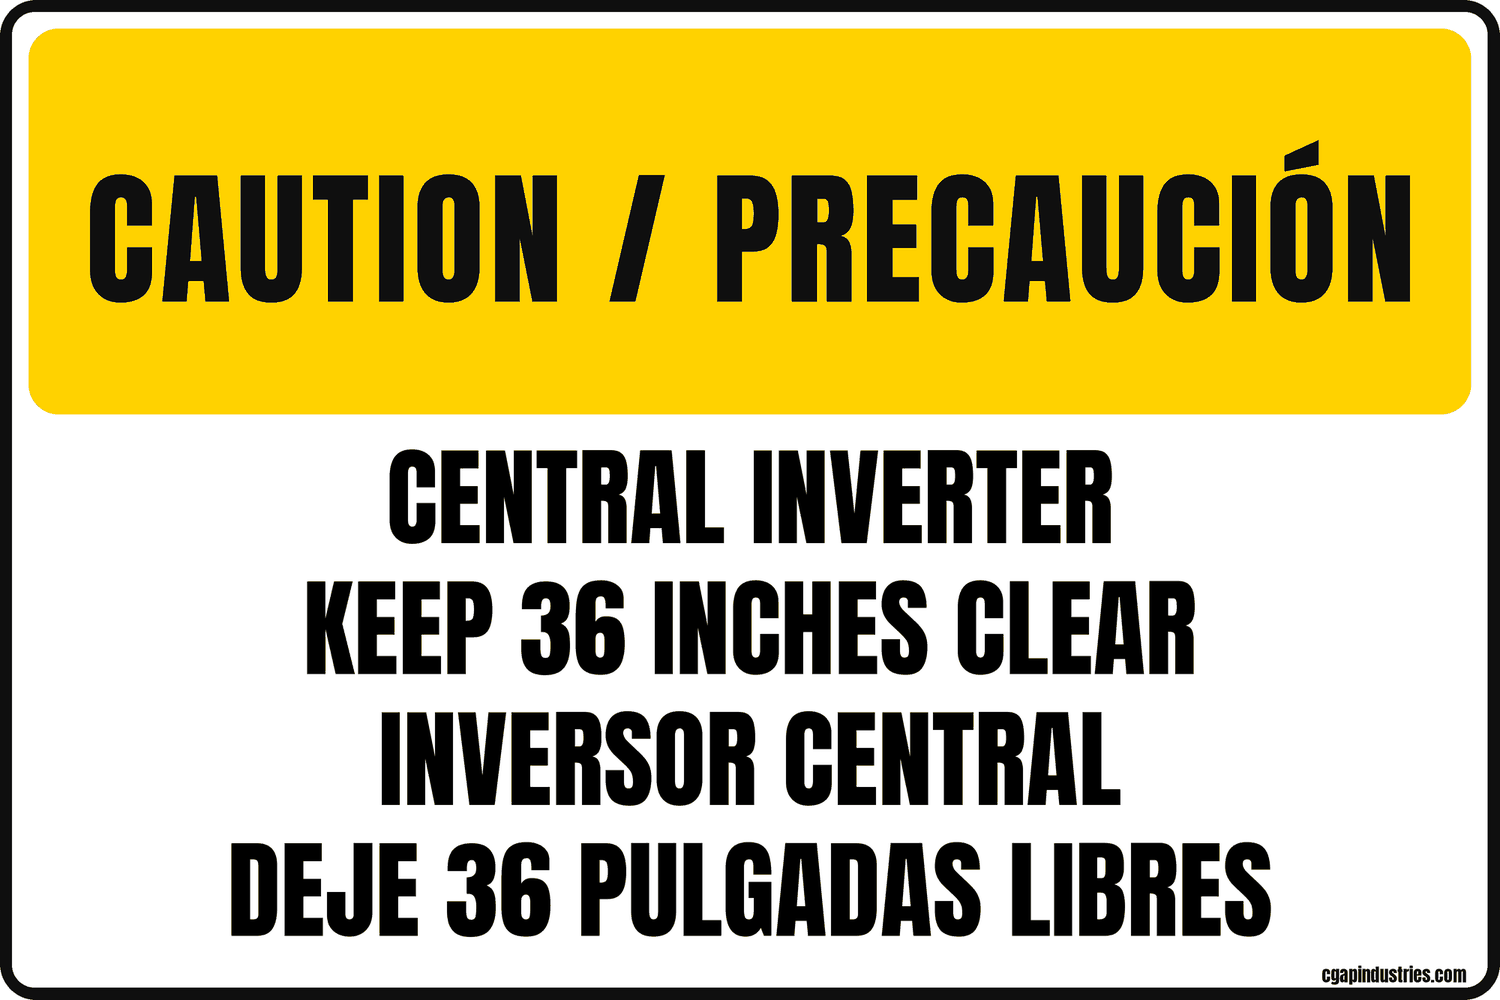 CAUTION / PRECAUCIÓN
CENTRAL INVERTER
KEEP 36 INCHES CLEAR
INVERSOR CENTRAL
DEJE 36 PULGADAS LIBRES
cgapindustries.com